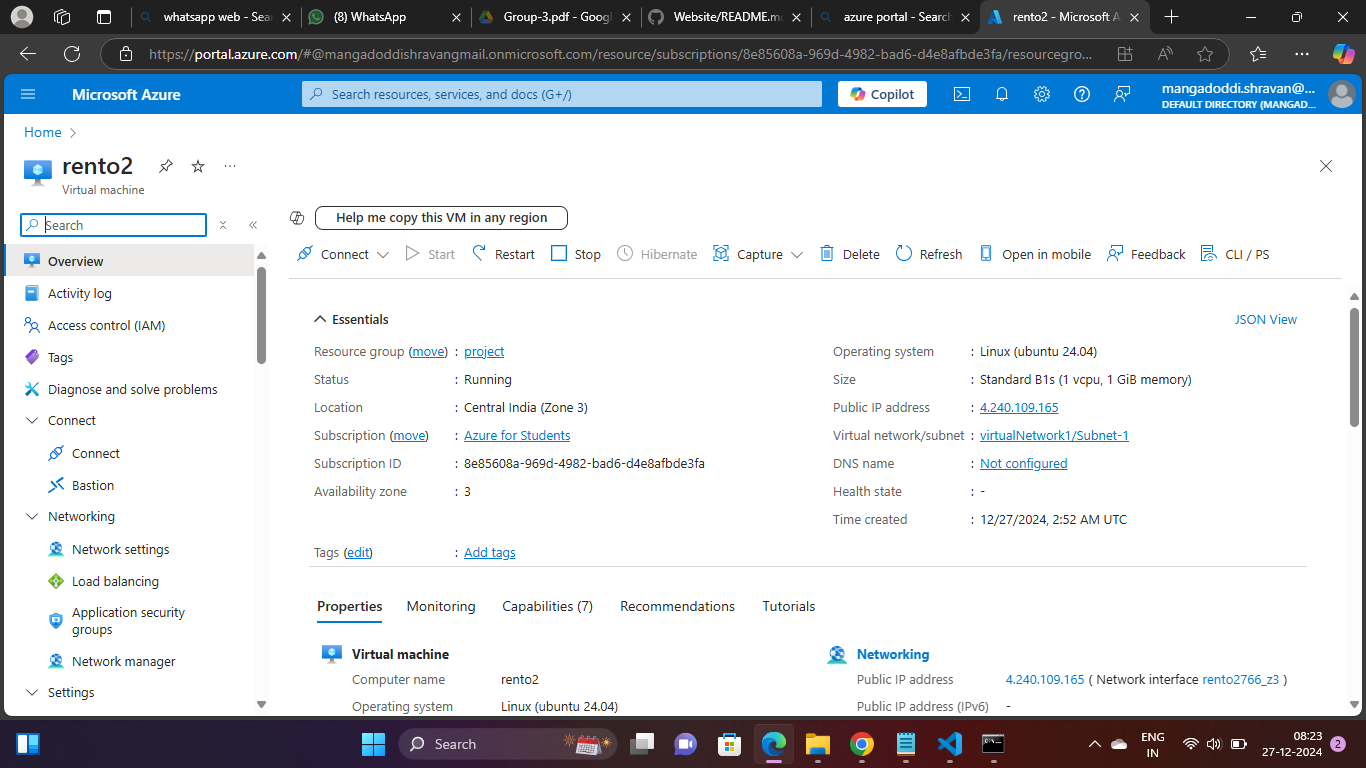 whatsapp web - Sear
(8) WhatsApp
Group-3.pdf - Googl
Website/README.m
azure portal - Search
rento2 - Microsoft A
https://portal.azure.com/#@mangadoddishravangmail.onmicrosoft.com/resource/subscriptions/8e85608a-969d-4982-bad6-d4e8afbde3fa/resourcegro...
Microsoft Azure
Search resources, services, and docs (G+/)
Copilot
mangadoddi.shravan@...
DEFAULT DIRECTORY (MANGAD...
Home
rento2
Virtual machine
Search
Help me copy this VM in any region
Connect
Start
Restart
Stop
Hibernate
Capture
Delete
Refresh
Open in mobile
Feedback
CLI / PS
Overview
Activity log
Access control (IAM)
Tags
Diagnose and solve problems
Connect
Connect
Bastion
Networking
Network settings
Load balancing
Application security
groups
Network manager
Settings
Essentials
JSON View
Resource group (move) : project
Status : Running
Location : Central India (Zone 3)
Subscription (move) : Azure for Students
Subscription ID : 8e85608a-969d-4982-bad6-d4e8afbde3fa
Availability zone : 3
Operating system : Linux (ubuntu 24.04)
Size : Standard B1s (1 vcpu, 1 GiB memory)
Public IP address : 4.240.109.165
Virtual network/subnet : virtualNetwork1/Subnet-1
DNS name : Not configured
Health state : -
Time created : 12/27/2024, 2:52 AM UTC
Tags (edit) : Add tags
Properties
Monitoring
Capabilities (7)
Recommendations
Tutorials
Virtual machine
Computer name rento2
Operating system Linux (ubuntu 24.04)
Networking
Public IP address 4.240.109.165 ( Network interface rento2766_z3 )
Public IP address (IPv6) -
Search
ENG
IN
08:23
27-12-2024
2